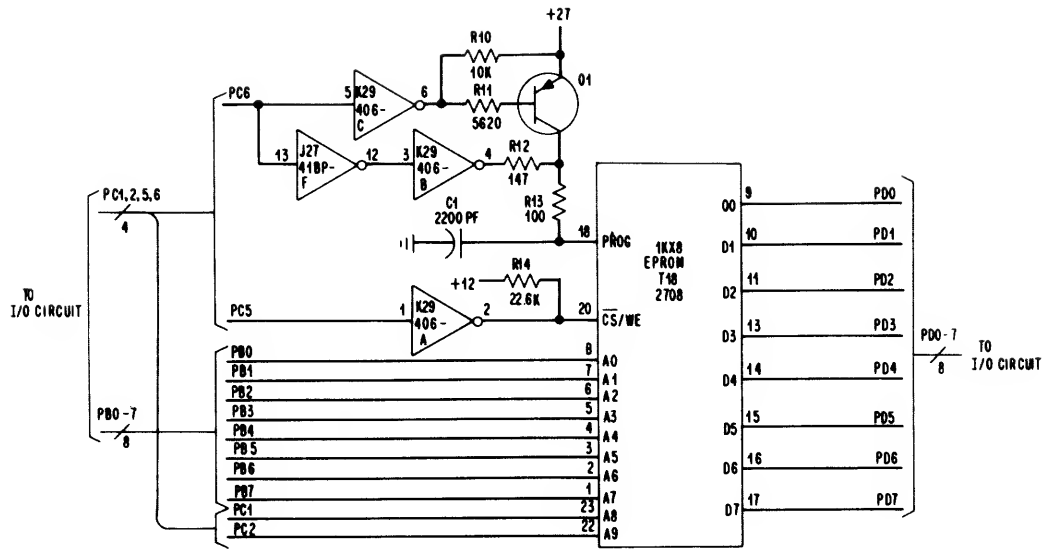 +27
R10
10K
R11
5620
Q1
PC6
5
K29
406-
C
6
13
J27
418P-
F
12
3
K29
406-
B
4
R12
147
R13
100
C1
2200 PF
18
PROG
PC1,2,5,6
4
+12
R14
22.6K
PC5
1
K29
406-
A
2
20
CS/WE
TO
I/O CIRCUIT
PB0-7
8
PB0
8
A0
PB1
7
A1
PB2
6
A2
PB3
5
A3
PB4
4
A4
PB5
3
A5
PB6
2
A6
PB7
1
A7
PC1
23
A8
PC2
22
A9
1KX8
EPROM
T18
2708
D0
9
PD0
D1
10
PD1
D2
11
PD2
D3
13
PD3
D4
14
PD4
D5
15
PD5
D6
16
PD6
D7
17
PD7
PD0-7
8
TO
I/O CIRCUIT